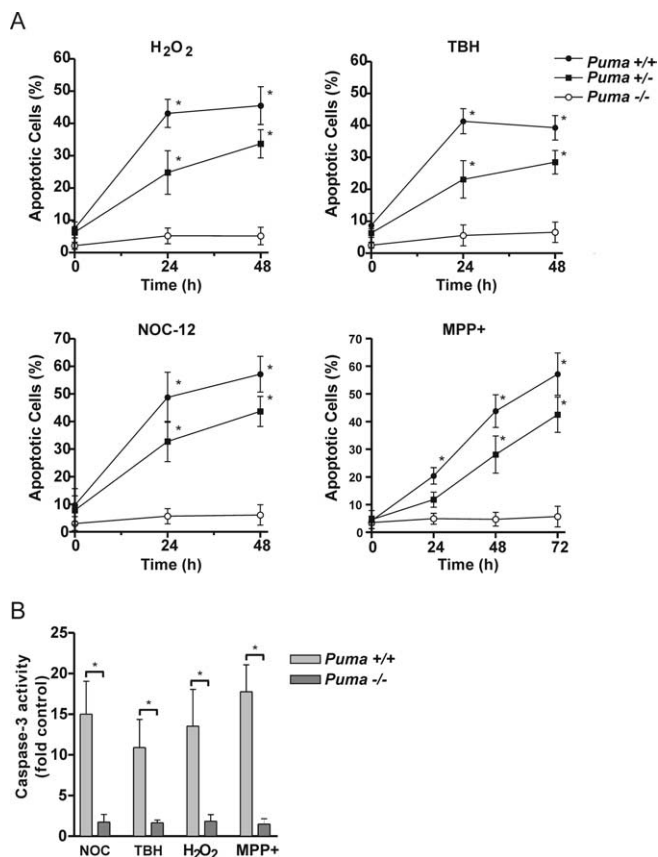 A
H₂O₂
TBH
Puma +/+
Puma +/-
Puma -/-
Apoptotic Cells (%)
60
50
40
30
20
10
0
*
*
*
*
0
24
48
Time (h)
Apoptotic Cells (%)
60
50
40
30
20
10
0
*
*
*
*
0
24
48
Time (h)
NOC-12
MPP+
Apoptotic Cells (%)
70
60
50
40
30
20
10
0
*
*
*
*
0
24
48
Time (h)
Apoptotic Cells (%)
70
60
50
40
30
20
10
0
*
*
*
*
*
0
24
48
72
Time (h)
B
Caspase-3 activity
(fold control)
25
20
15
10
5
0
*
*
*
*
NOC
TBH
H₂O₂
MPP+
Puma +/+
Puma -/-